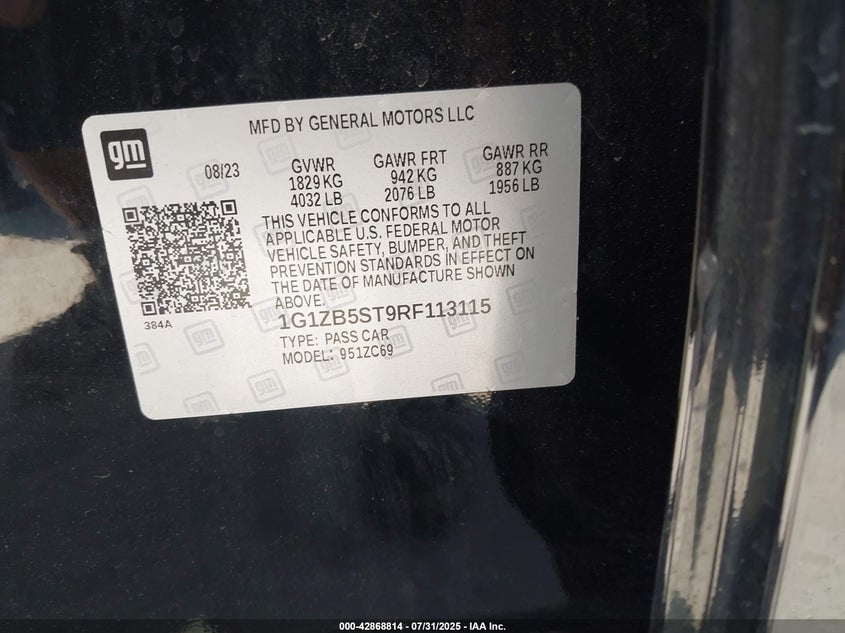 MFD BY GENERAL MOTORS LLC
gm
08/23
GVWR
1829 KG
4032 LB
GAWR FRT
942 KG
2076 LB
GAWR RR
887 KG
1956 LB
THIS VEHICLE CONFORMS TO ALL
APPLICABLE U.S. FEDERAL MOTOR
VEHICLE SAFETY, BUMPER, AND THEFT
PREVENTION STANDARDS IN EFFECT ON
THE DATE OF MANUFACTURE SHOWN
ABOVE.
384A
1G1ZB5ST9RF113115
TYPE: PASS CAR
MODEL: 951ZC69
000-42868814 - 07/31/2025 - IAA Inc.